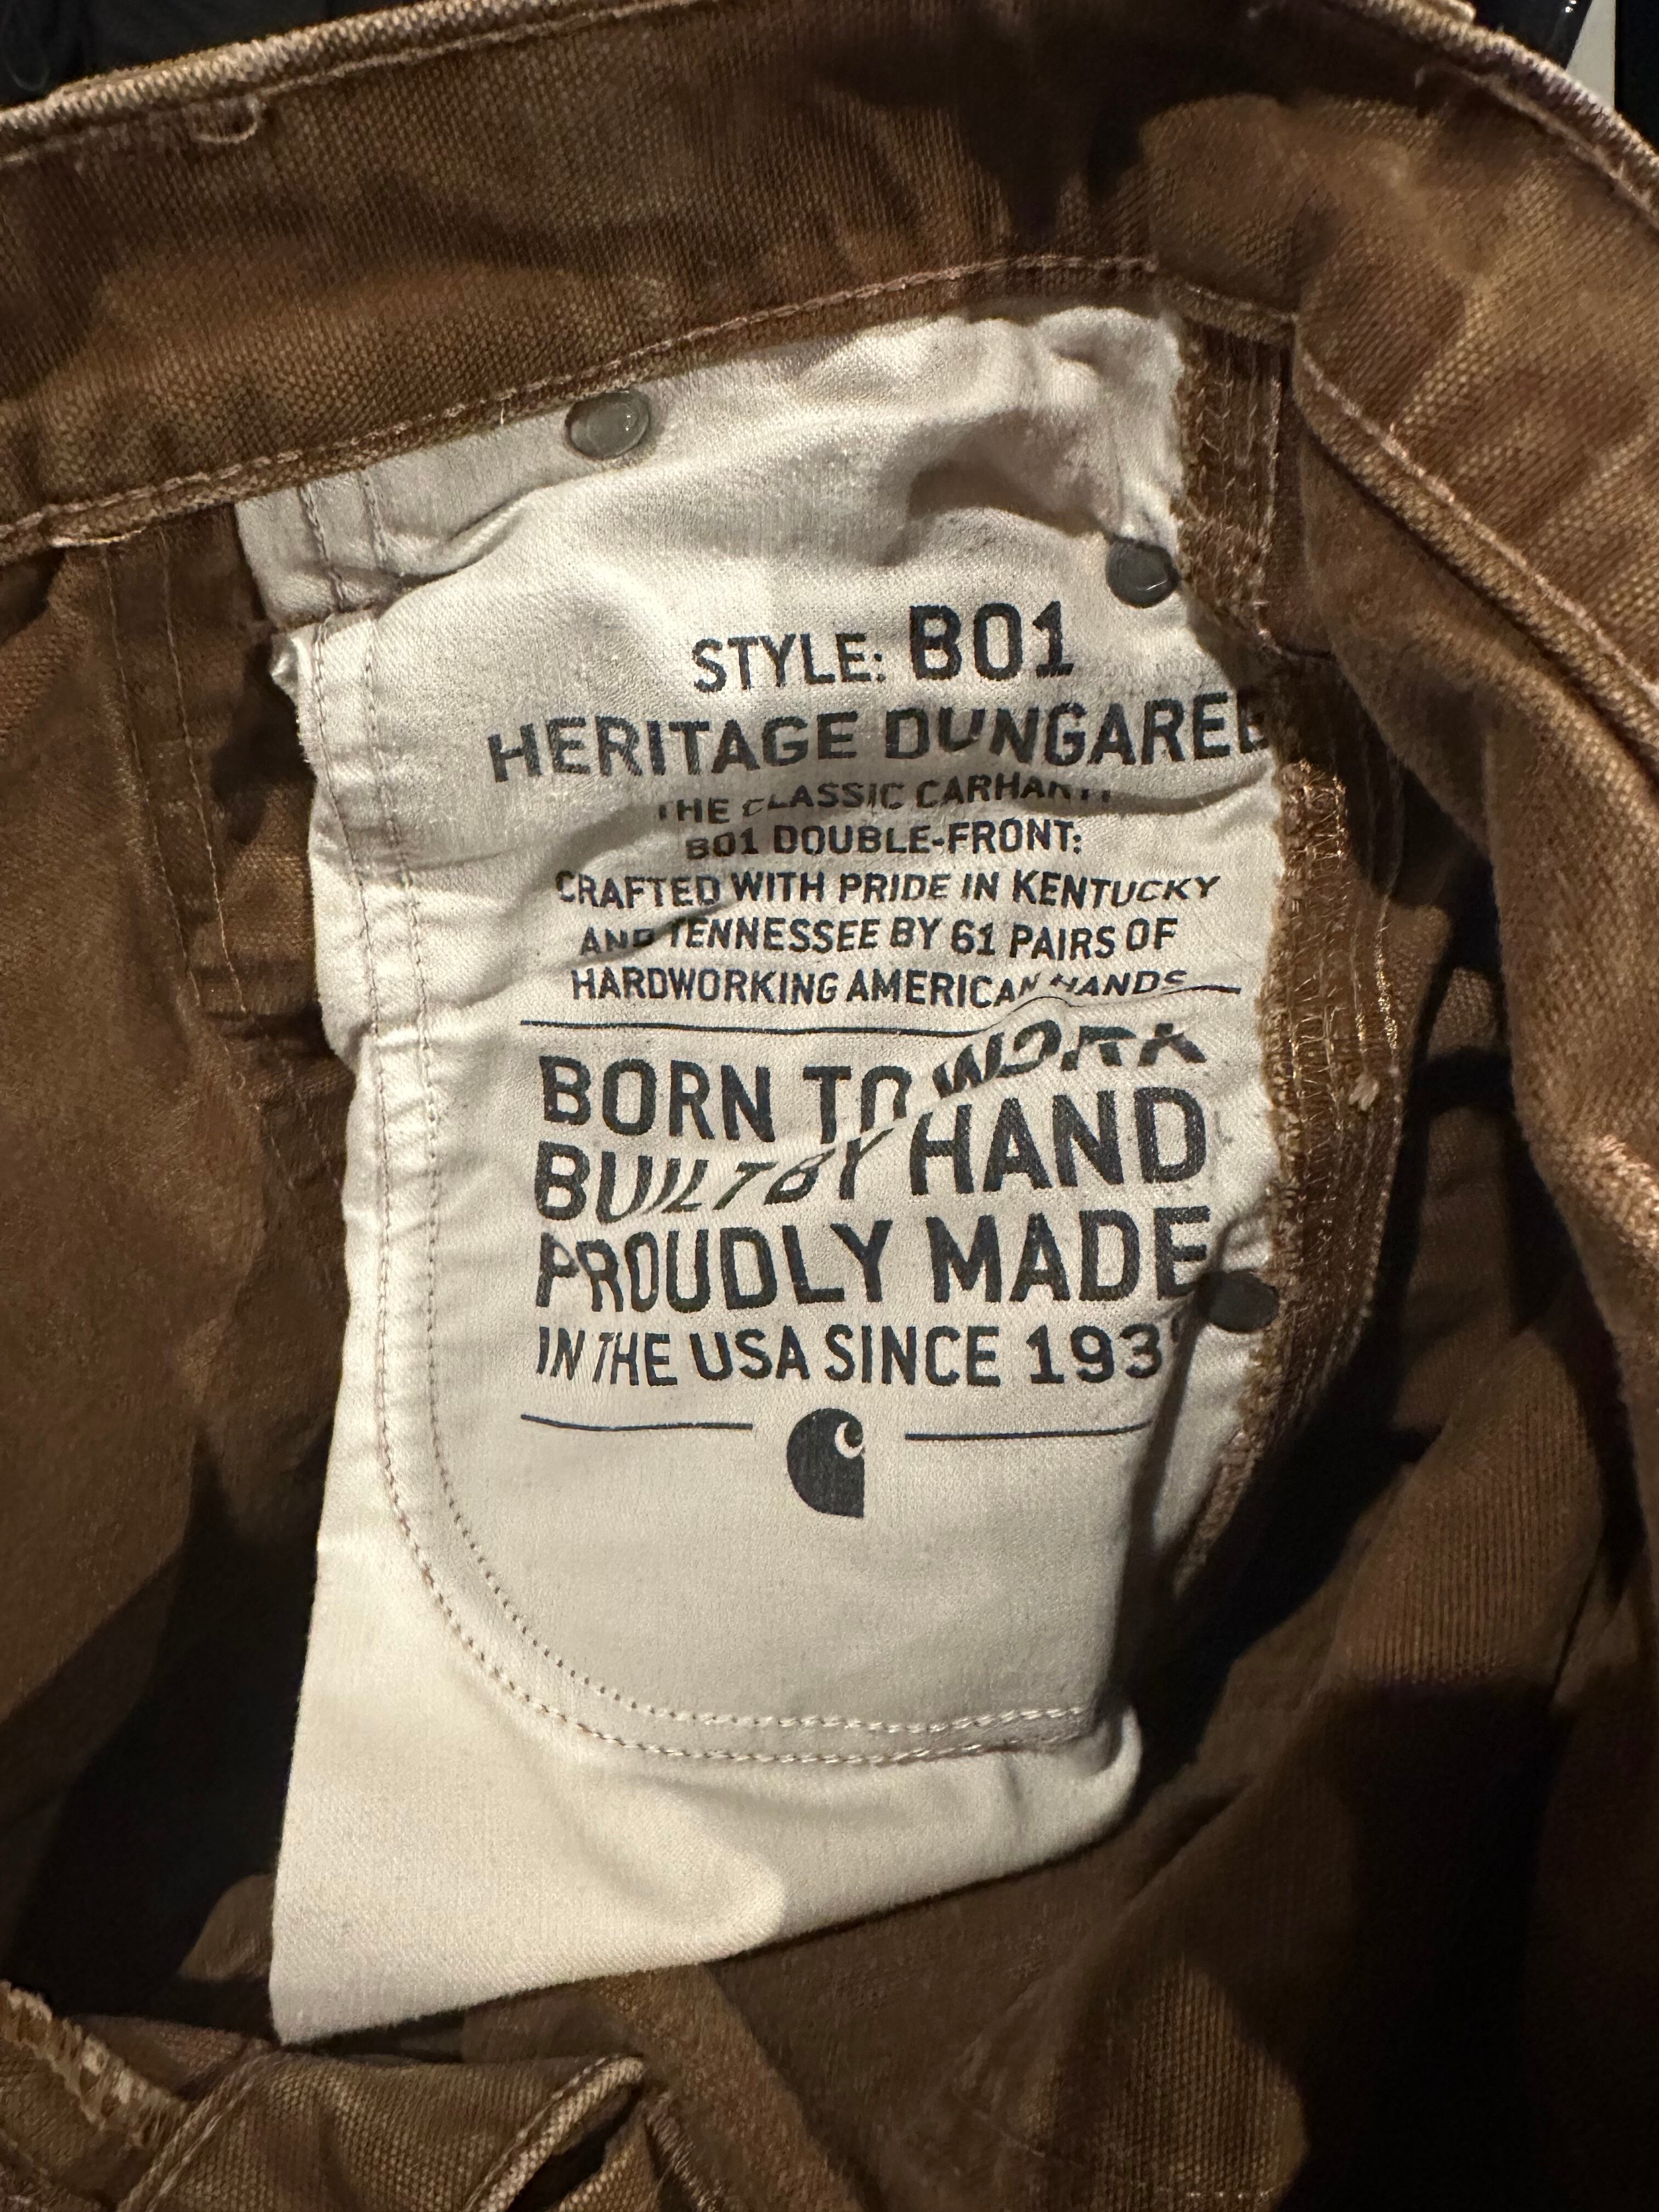 STYLE: B01
HERITAGE DUNGAREE
THE CLASSIC CARHARTT
B01 DOUBLE-FRONT:
CRAFTED WITH PRIDE IN KENTUCKY
AND TENNESSEE BY 61 PAIRS OF
HARDWORKING AMERICAN HANDS
BORN TO WORK
BUILT BY HAND
PROUDLY MADE
IN THE USA SINCE